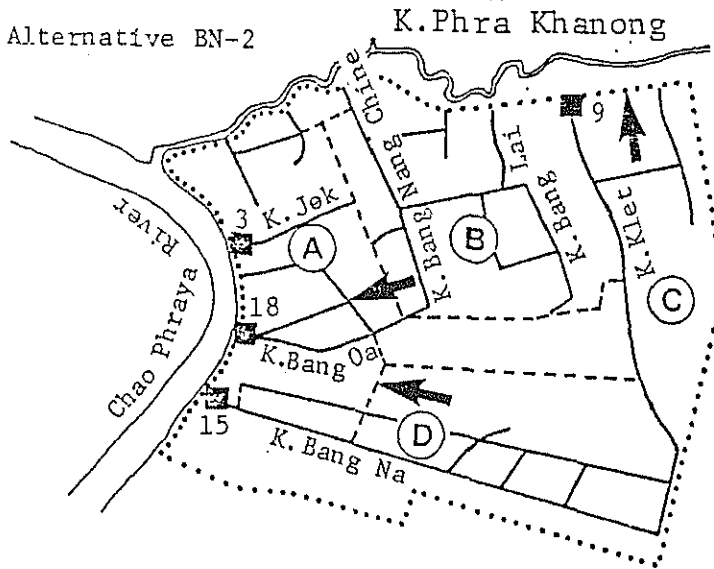 Alternative BN-2
K.Phra Khanong
K. Bang Nang Chine
9
K. Bang Lai
K. Klet
K. Jek
3
A
B
C
Chao Phraya River
18
K.Bang Oa
15
D
K. Bang Na